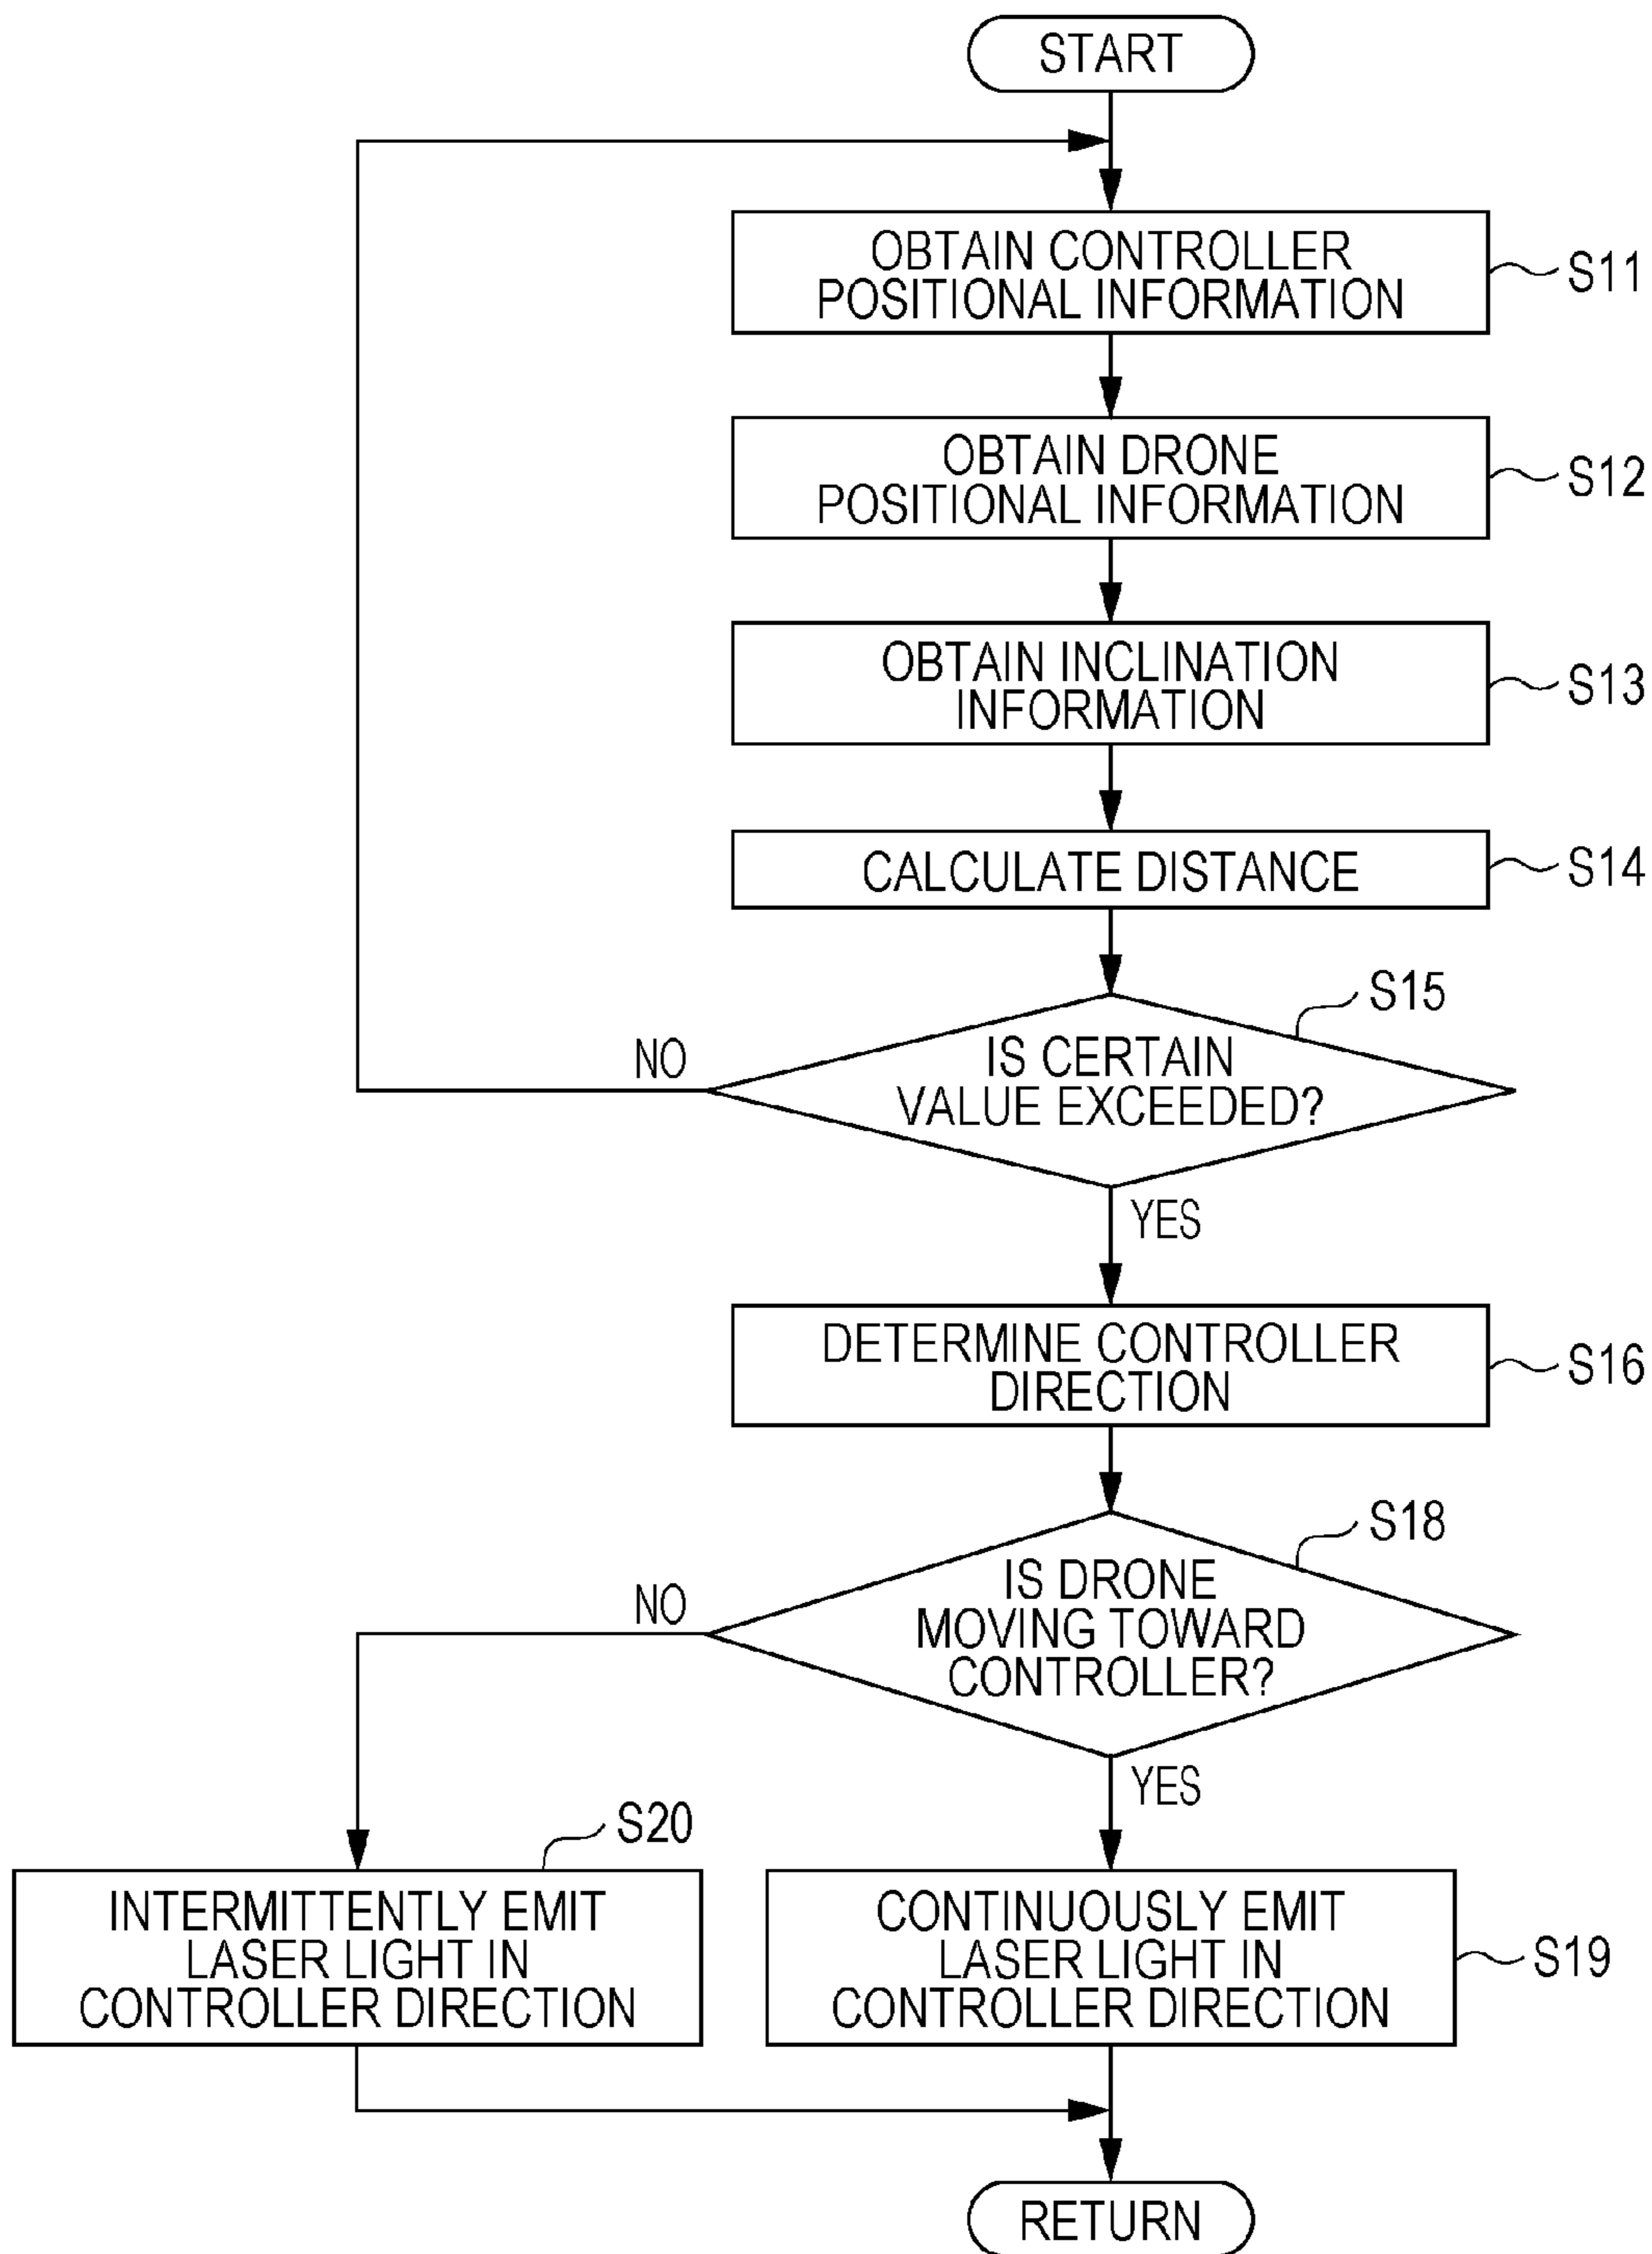 START
OBTAIN CONTROLLER
POSITIONAL INFORMATION
S11
OBTAIN DRONE
POSITIONAL INFORMATION
S12
OBTAIN INCLINATION
INFORMATION
S13
CALCULATE DISTANCE
S14
S15
IS CERTAIN
VALUE EXCEEDED?
NO
YES
DETERMINE CONTROLLER
DIRECTION
S16
S18
IS DRONE
MOVING TOWARD
CONTROLLER?
NO
YES
S20
INTERMITTENTLY EMIT
LASER LIGHT IN
CONTROLLER DIRECTION
CONTINUOUSLY EMIT
LASER LIGHT IN
CONTROLLER DIRECTION
S19
RETURN